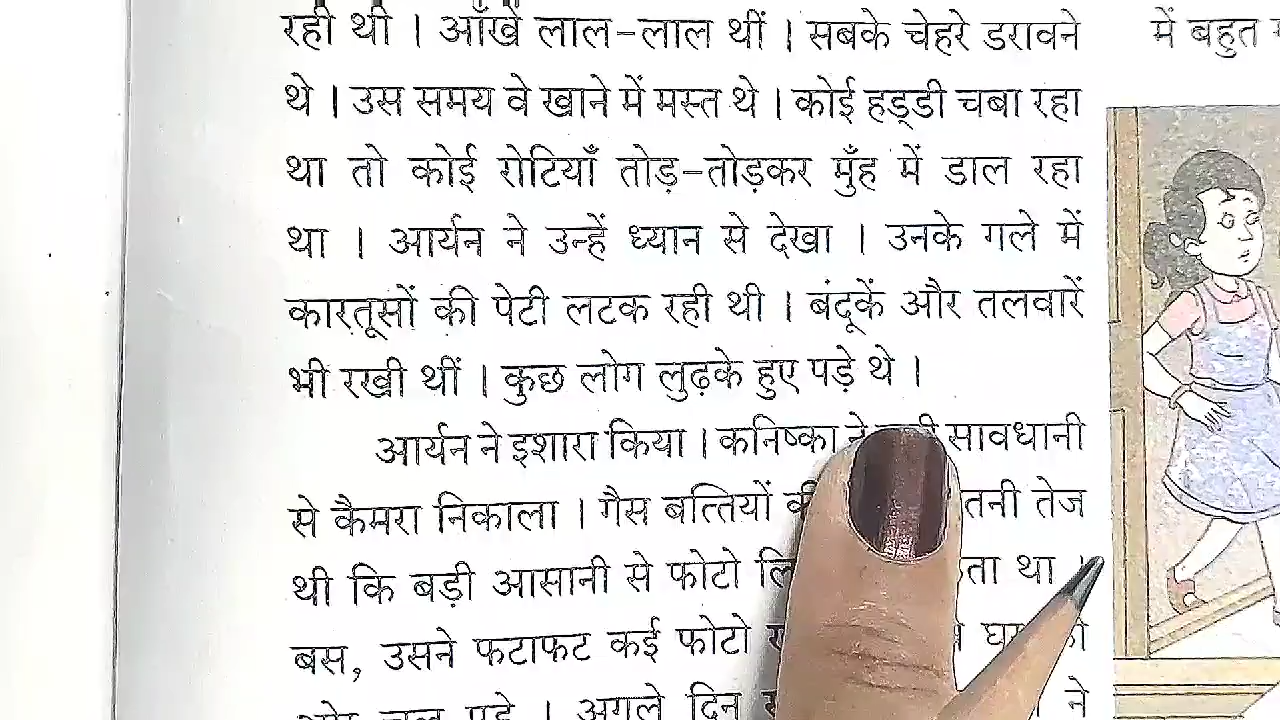 रही थी । आँखें लाल-लाल थीं । सबके चेहरे डरावने
थे । उस समय वे खाने में मस्त थे । कोई हड्डी चबा रहा
था तो कोई रोटियाँ तोड़-तोड़कर मुँह में डाल रहा
था । आर्यन ने उन्हें ध्यान से देखा । उनके गले में
कारतूसों की पेटी लटक रही थी । बंदूकें और तलवारें
भी रखी थीं । कुछ लोग लुढ़के हुए पड़े थे ।
आर्यन ने इशारा किया । कनिष्का ने सावधानी
से कैमरा निकाला । गैस बत्तियों तेज
थी कि बड़ी आसानी से फोटो था ।
बस, उसने फटाफट कई फोटो
चल पड़े । अगले दिन ने
में बहुत